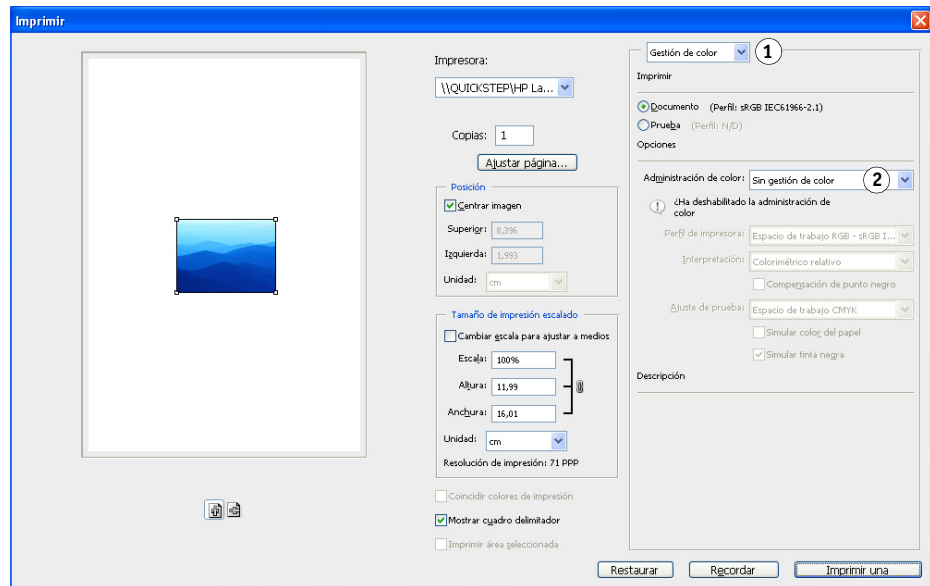 Imprimir
Impresora:
\\QUICKSTEP\HP La...
Copias: 1
Ajustar página...
Posición
Centrar imagen
Superior: 8,396
Izquierda: 1,993
Unidad: cm
Tamaño de impresión escalado
Cambiar escala para ajustar a medios
Escala: 100%
Altura: 11,99
Anchura: 16,01
Unidad: cm
Resolución de impresión: 71 PPP
Coincidir colores de impresión
Mostrar cuadro delimitador
Imprimir área seleccionada
Gestión de color 1
Imprimir
Documento (Perfil: sRGB IEC61966-2.1)
Prueba (Perfil: N/D)
Opciones
Administración de color: Sin gestión de color 2
¿Ha deshabilitado la administración de
color
Perfil de impresora: Espacio de trabajo RGB - sRGB I...
Interpretación: Colorimétrico relativo
Compensación de punto negro
Ajuste de prueba: Espacio de trabajo CMYK
Simular color del papel
Simular tinta negra
Descripción
Restaurar Recordar Imprimir una